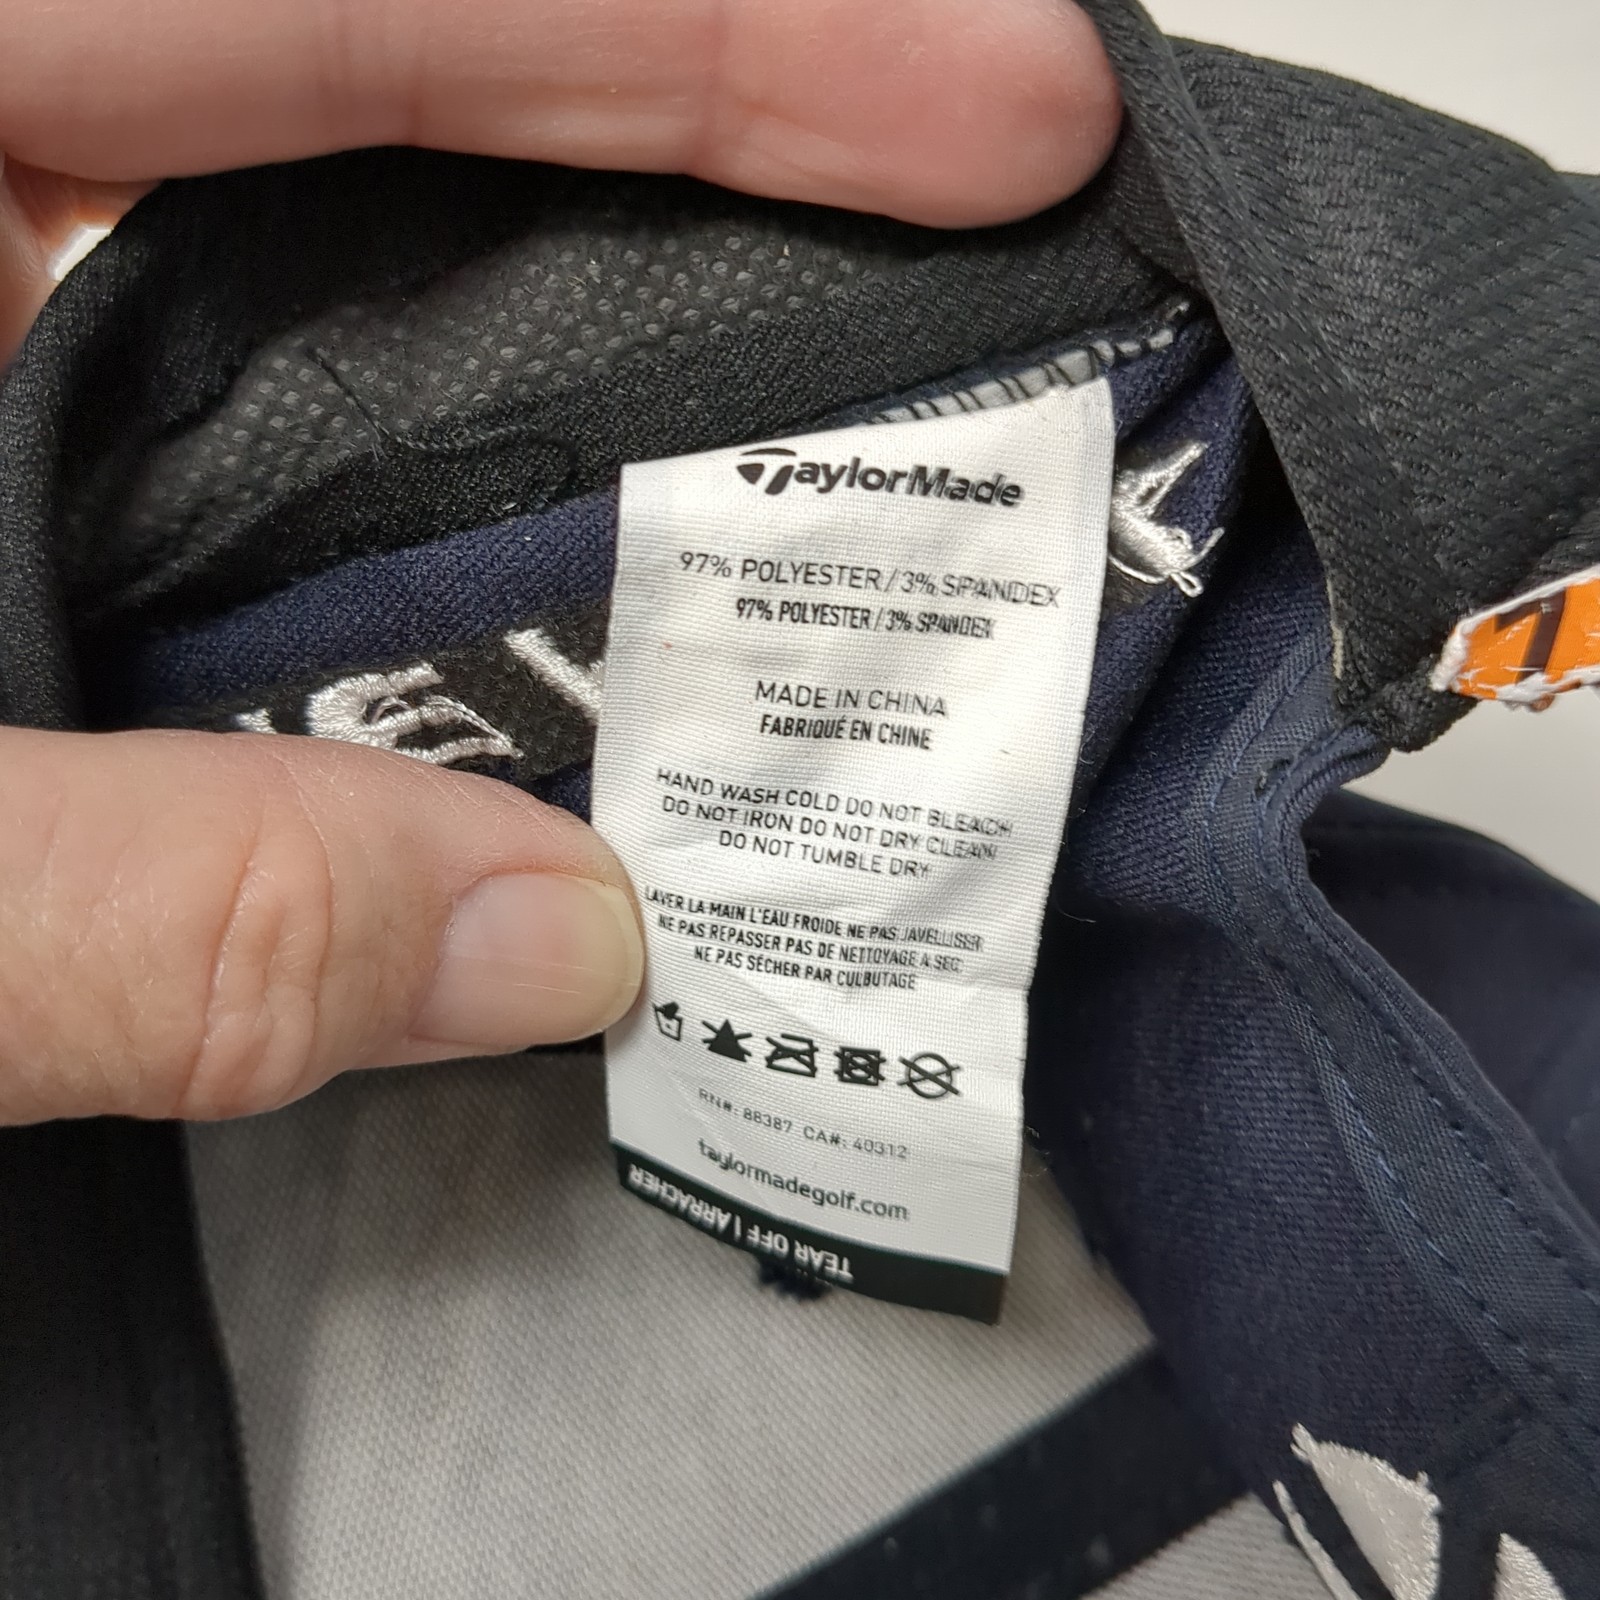 TaylorMade
97% POLYESTER / 3% SPANDEX
97% POLYESTER / 3% SPANDEX
MADE IN CHINA
FABRIQUÉ EN CHINE
HAND WASH COLD DO NOT BLEACH
DO NOT IRON DO NOT DRY CLEAN
DO NOT TUMBLE DRY
LAVER LA MAIN L'EAU FROIDE NE PAS JAVELLISER
NE PAS REPASSER PAS DE NETTOYAGE A SEC
NE PAS SÉCHER PAR CULBUTAGE
RN#: 88387 CA#: 40312
taylormadegolf.com
TEAR OFF | ARRACHER